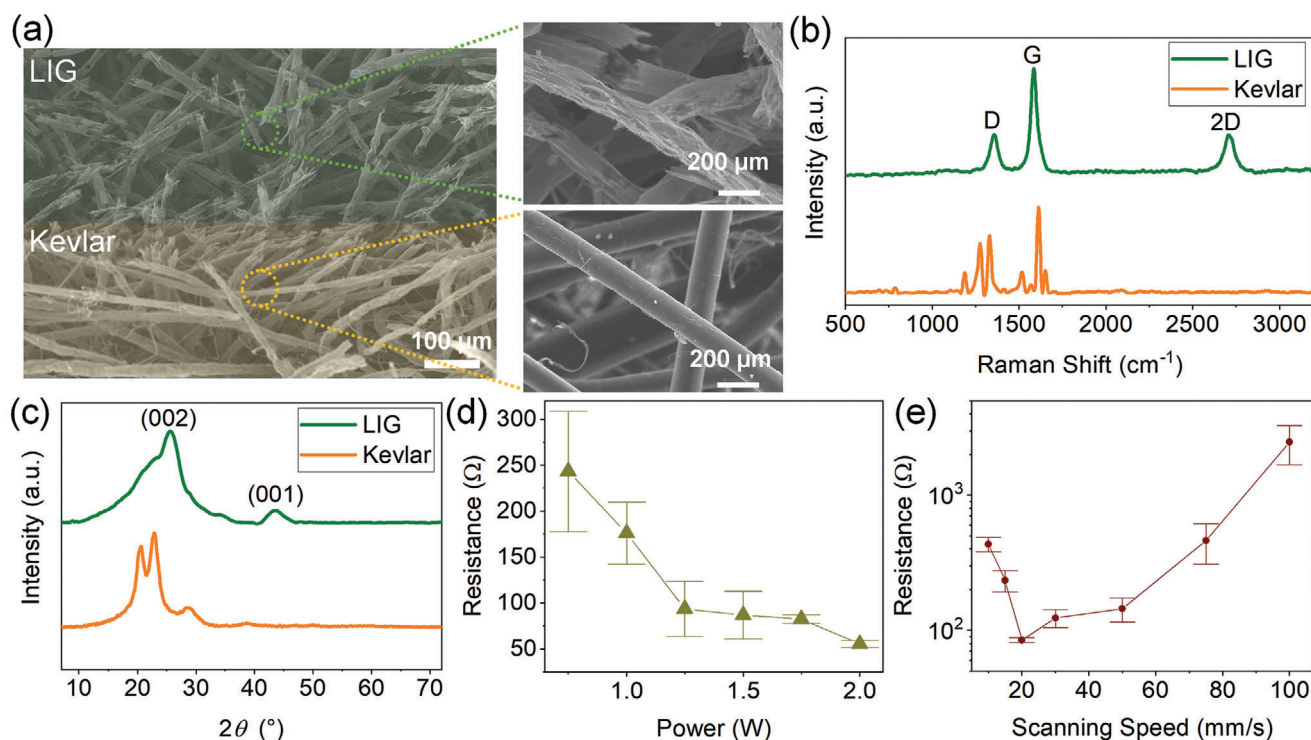 (a)
LIG
Kevlar
100 μm
200 μm
200 μm
(b)
Intensity (a.u.)
D
G
2D
LIG
Kevlar
500 1000 1500 2000 2500 3000
Raman Shift (cm⁻¹)
(c)
Intensity (a.u.)
(002)
(001)
LIG
Kevlar
10 20 30 40 50 60 70
2θ (°)
(d)
Resistance (Ω)
300
250
200
150
100
50
1.0 1.5 2.0
Power (W)
(e)
Resistance (Ω)
10³
10²
20 40 60 80 100
Scanning Speed (mm/s)